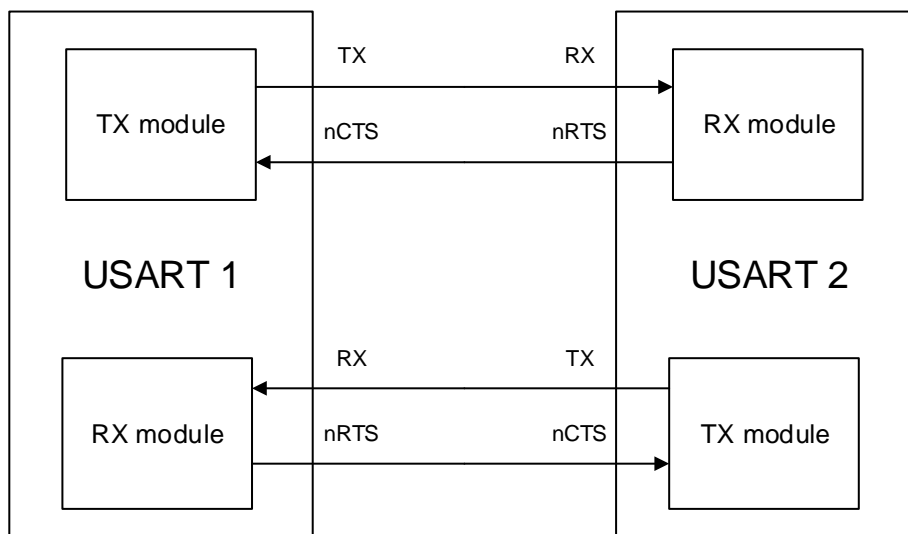 TX RX
TX module
nCTS nRTS
RX module
USART 1 USART 2
RX TX
RX module
nRTS nCTS
TX module